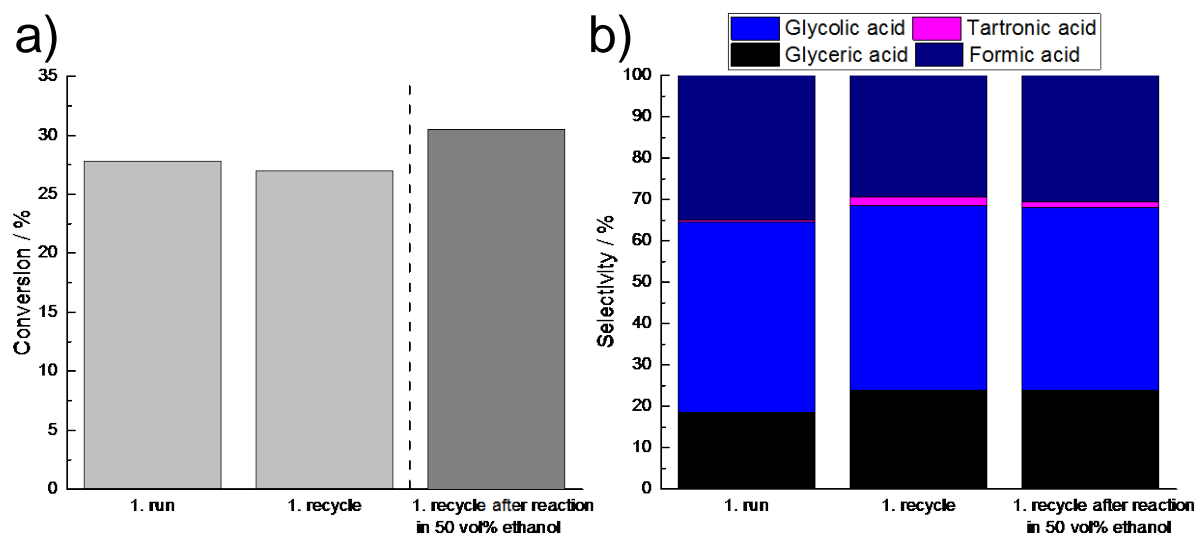 a)
Conversion / %
35
30
25
20
15
10
5
0
1. run
1. recycle
1. recycle after reaction
in 50 vol% ethanol
b)
Glycolic acid
Tartronic acid
Glyceric acid
Formic acid
Selectivity / %
100
90
80
70
60
50
40
30
20
10
0
1. run
1. recycle
1. recycle after reaction
in 50 vol% ethanol